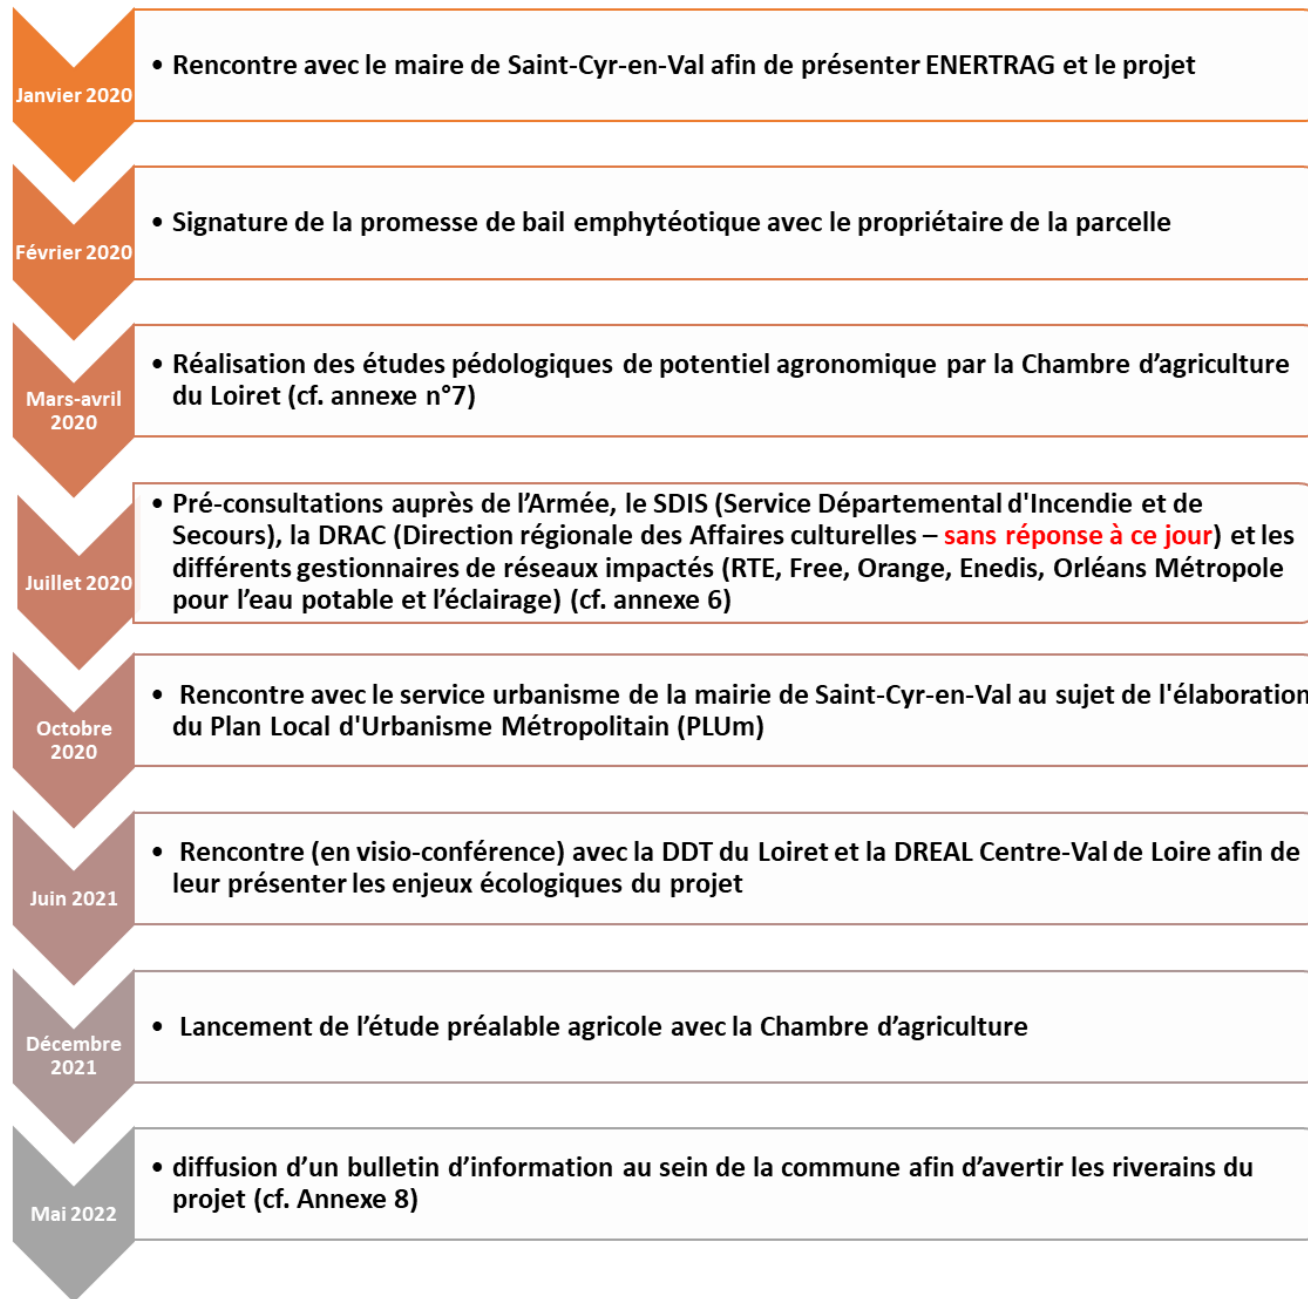 Janvier 2020
• Rencontre avec le maire de Saint-Cyr-en-Val afin de présenter ENERTRAG et le projet
Février 2020
• Signature de la promesse de bail emphytéotique avec le propriétaire de la parcelle
Mars-avril
2020
• Réalisation des études pédologiques de potentiel agronomique par la Chambre d’agriculture
du Loiret (cf. annexe n°7)
Juillet 2020
• Pré-consultations auprès de l’Armée, le SDIS (Service Départemental d'Incendie et de
Secours), la DRAC (Direction régionale des Affaires culturelles – sans réponse à ce jour) et les
différents gestionnaires de réseaux impactés (RTE, Free, Orange, Enedis, Orléans Métropole
pour l’eau potable et l’éclairage) (cf. annexe 6)
Octobre
2020
• Rencontre avec le service urbanisme de la mairie de Saint-Cyr-en-Val au sujet de l'élaboration
du Plan Local d'Urbanisme Métropolitain (PLUm)
Juin 2021
• Rencontre (en visio-conférence) avec la DDT du Loiret et la DREAL Centre-Val de Loire afin de
leur présenter les enjeux écologiques du projet
Décembre
2021
• Lancement de l’étude préalable agricole avec la Chambre d’agriculture
Mai 2022
• diffusion d’un bulletin d’information au sein de la commune afin d’avertir les riverains du
projet (cf. Annexe 8)